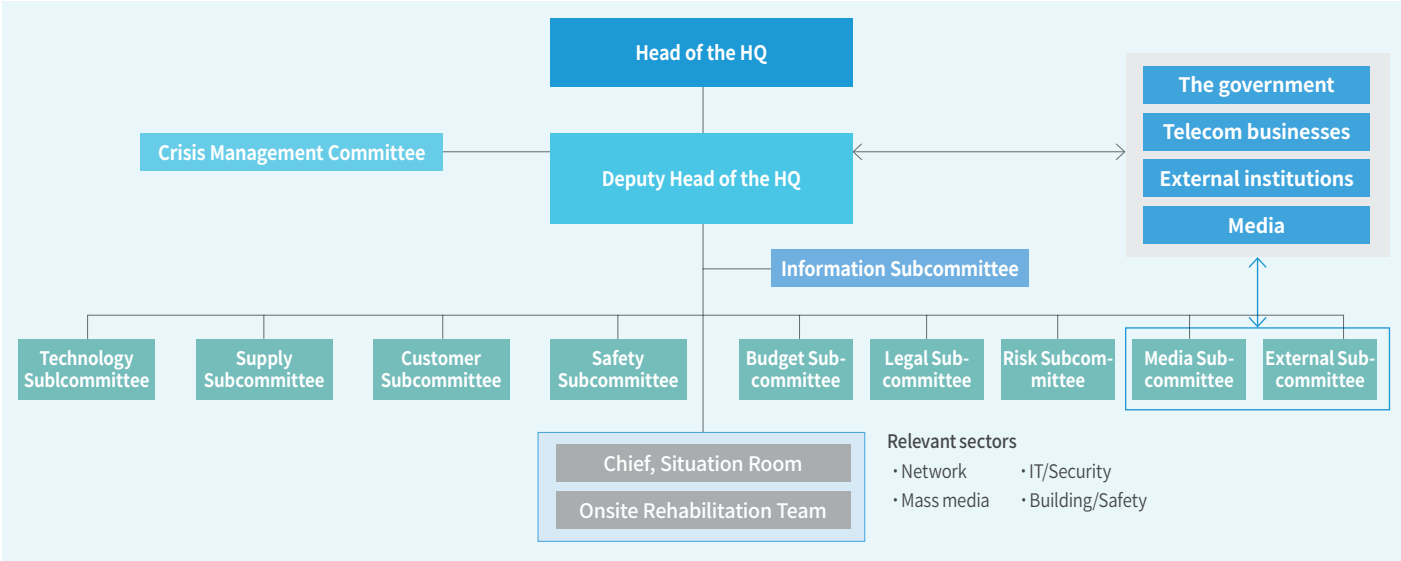 Head of the HQ
The government
Telecom businesses
External institutions
Media
Crisis Management Committee
Deputy Head of the HQ
Information Subcommittee
Technology
Sublcommittee
Supply
Subcommittee
Customer
Subcommittee
Safety
Subcommittee
Budget Sub-
committee
Legal Sub-
committee
Risk Subcom-
mittee
Media Sub-
committee
External Sub-
committee
Chief, Situation Room
Onsite Rehabilitation Team
Relevant sectors
・Network ・IT/Security
・Mass media ・Building/Safety